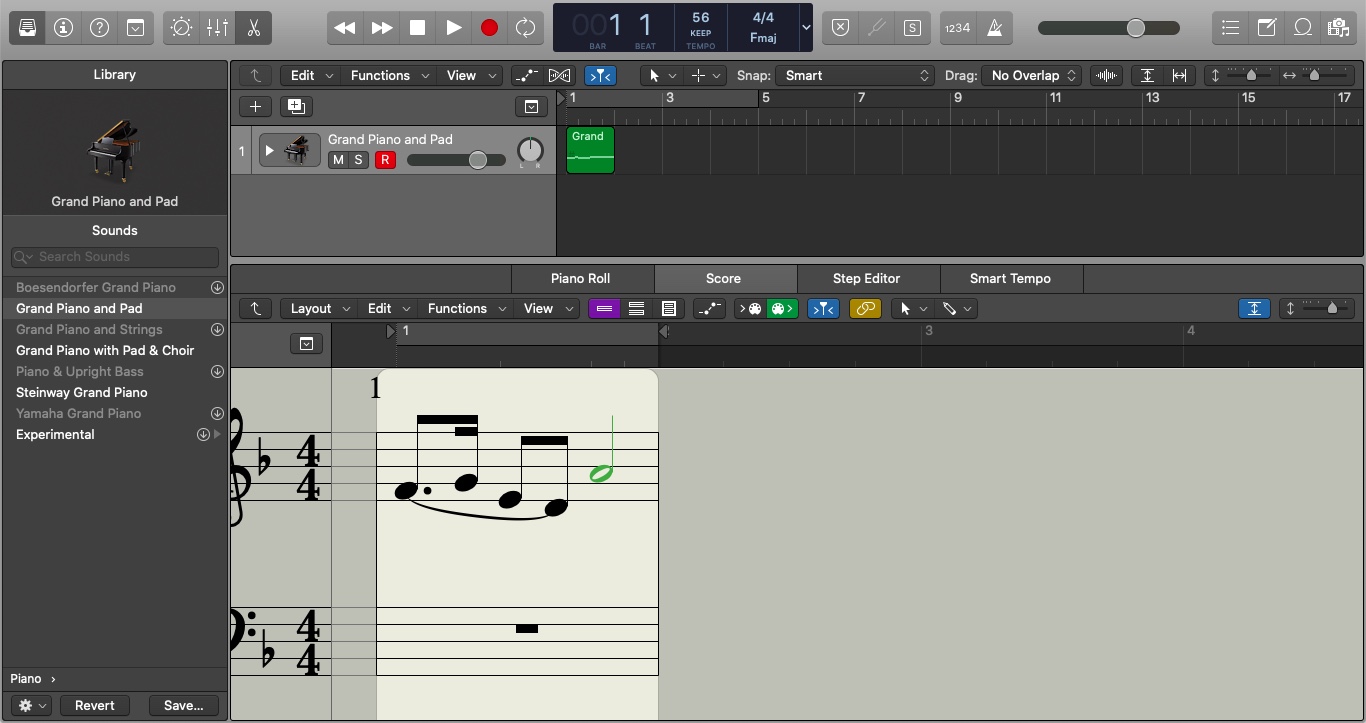 001 1
BAR BEAT
56
KEEP
TEMPO
4/4
Fmaj
S
1234
Library
Grand Piano and Pad
Sounds
Search Sounds
Boesendorfer Grand Piano
Grand Piano and Pad
Grand Piano and Strings
Grand Piano with Pad & Choir
Piano & Upright Bass
Steinway Grand Piano
Yamaha Grand Piano
Experimental
Piano
Revert Save...
Edit Functions View Snap: Smart Drag: No Overlap
1 3 5 7 9 11 13 15 17
1 Grand Piano and Pad
M S R
L R
Grand
Piano Roll Score Step Editor Smart Tempo
Layout Edit Functions View
1 3 4
1
4
4
4
4